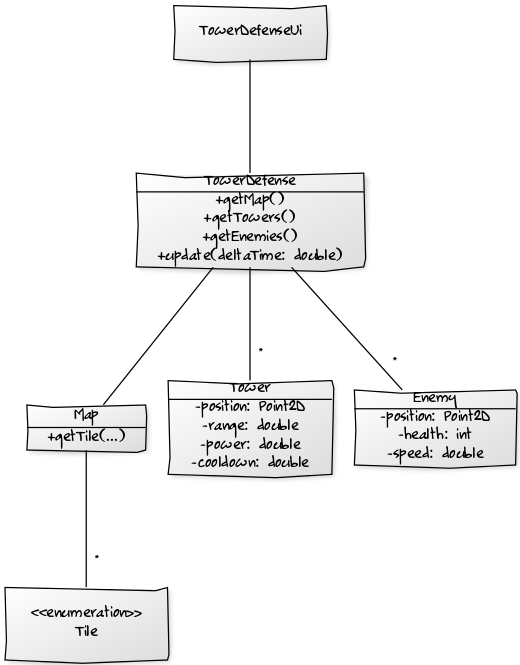 TowerDefenseUi
TowerDefense
+getMap()
+getTowers()
+getEnemies()
+update(deltaTime: double)
*
*
Map
+getTile(...)
Tower
-position: Point2D
-range: double
-power: double
-cooldown: double
Enemy
-position: Point2D
-health: int
-speed: double
*
<<enumeration>>
Tile